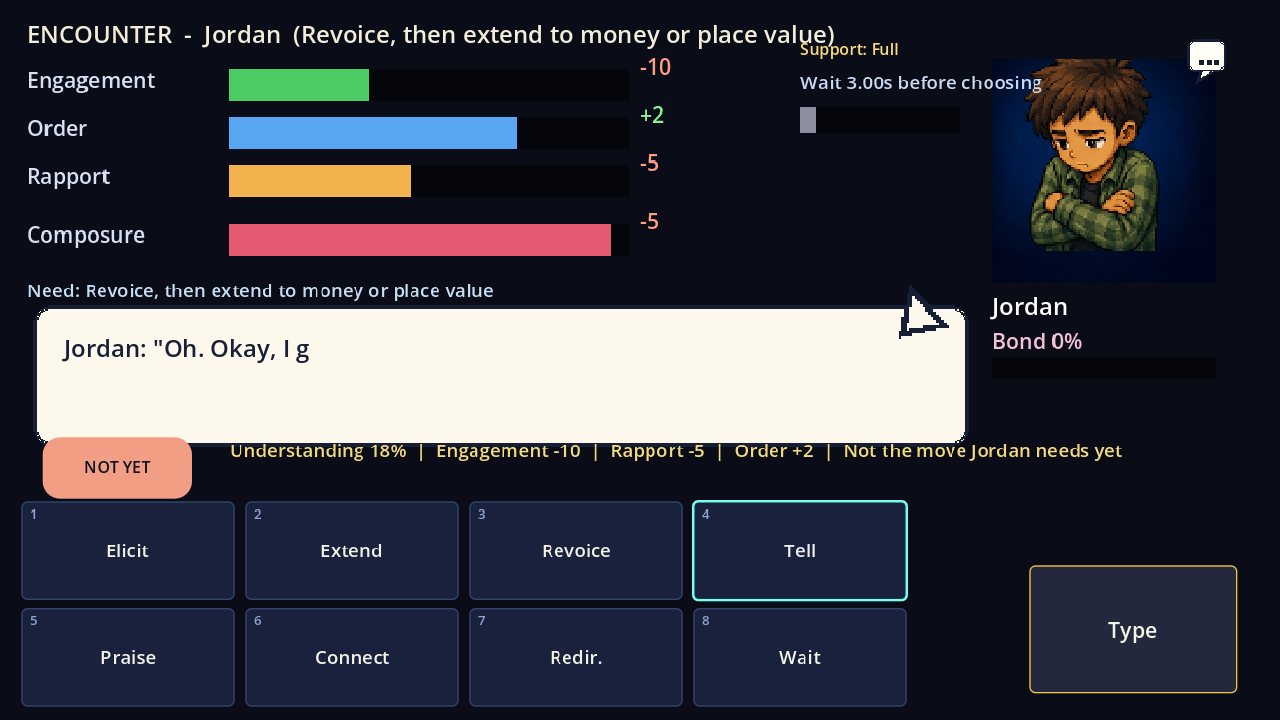 ENCOUNTER - Jordan (Revoice, then extend to money or place value)
Support: Full
Engagement
-10
Wait 3.00s before choosing
Order
+2
Rapport
-5
Composure
-5
Need: Revoice, then extend to money or place value
Jordan
Bond 0%
Jordan: "Oh. Okay, I g
NOT YET
Understanding 18% | Engagement -10 | Rapport -5 | Order +2 | Not the move Jordan needs yet
1
Elicit
2
Extend
3
Revoice
4
Tell
5
Praise
6
Connect
7
Redir.
8
Wait
Type